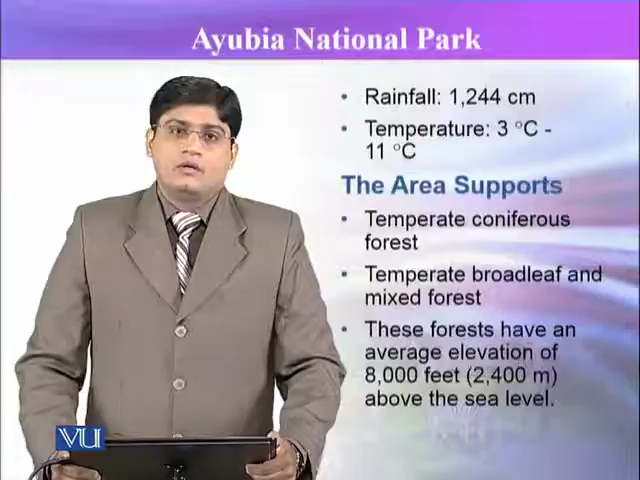 Ayubia National Park
• Rainfall: 1,244 cm
• Temperature: 3 °C -
11 °C
The Area Supports
• Temperate coniferous
forest
• Temperate broadleaf and
mixed forest
• These forests have an
average elevation of
8,000 feet (2,400 m)
above the sea level.
VU